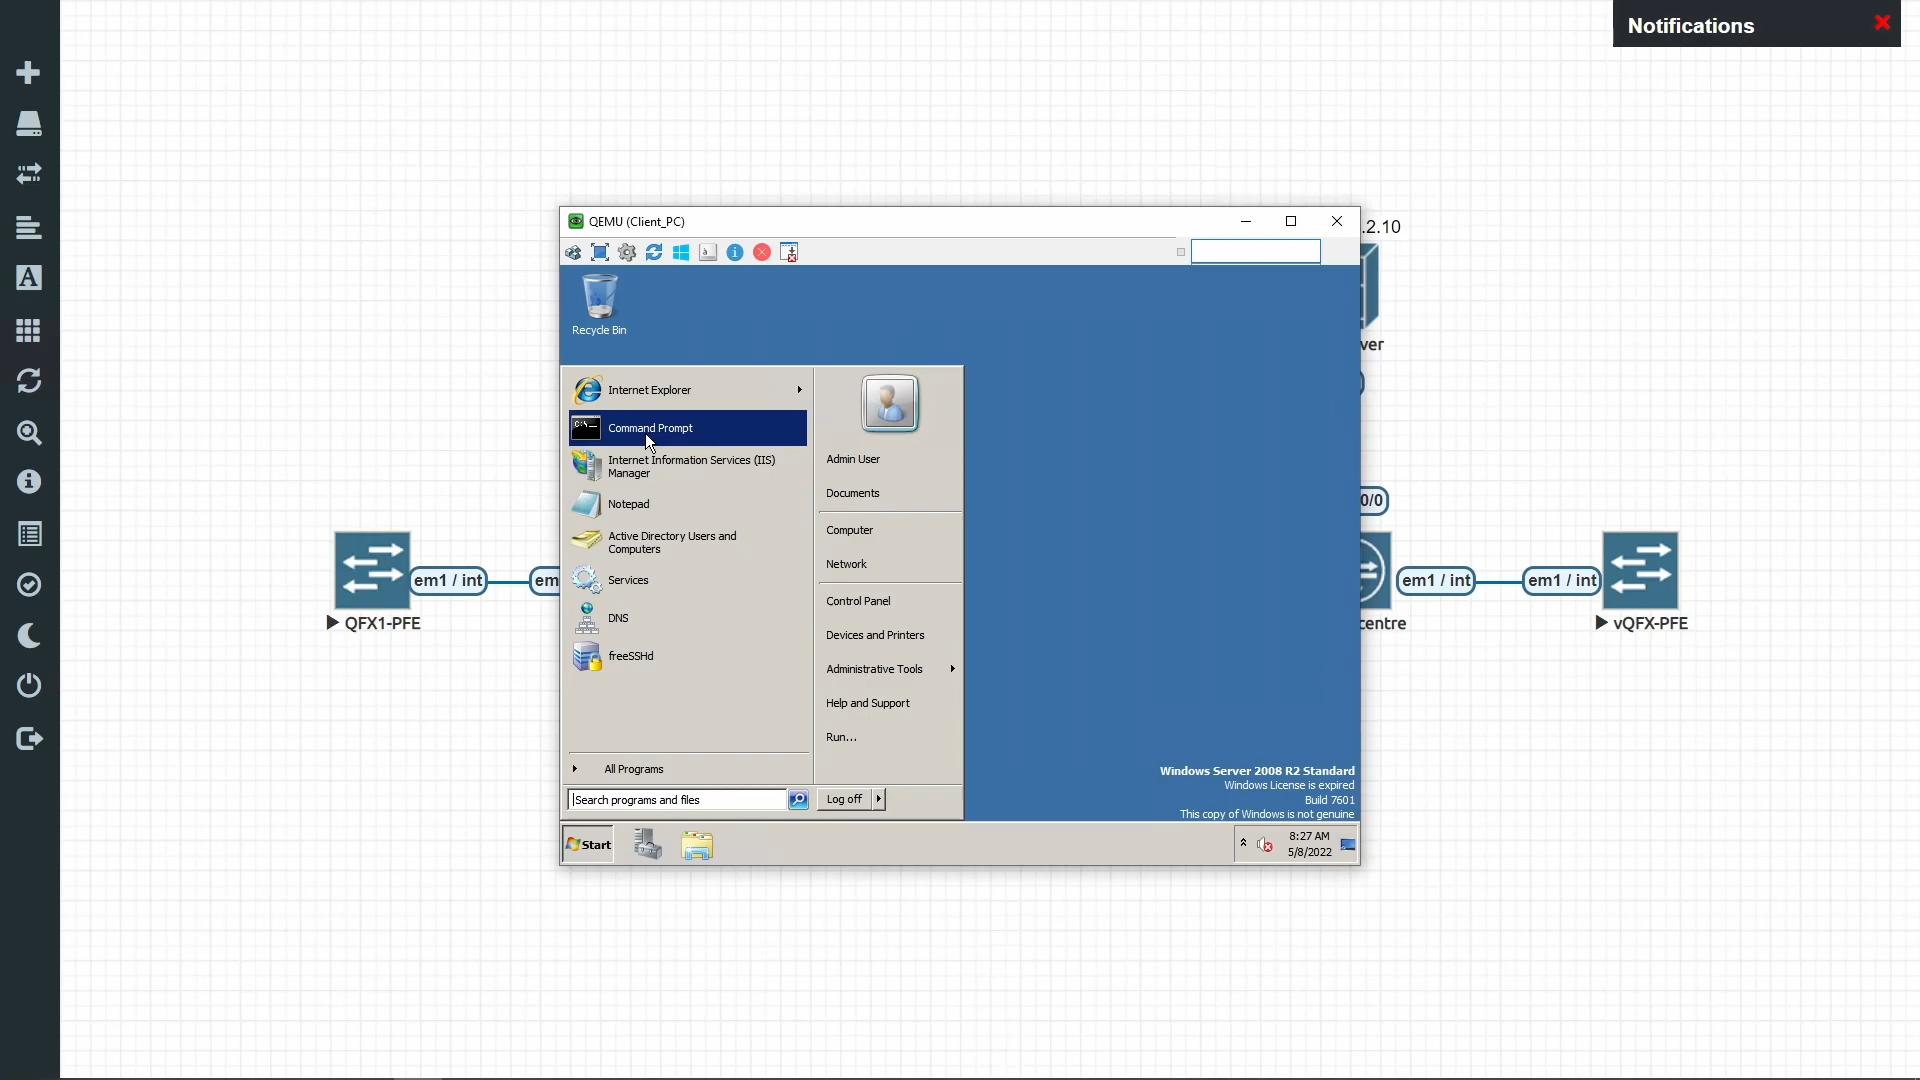 Notifications
QEMU (Client_PC)
.2.10
Recycle Bin
ver
Internet Explorer
C:\
Command Prompt
Internet Information Services (IIS)
Manager
Notepad
Active Directory Users and
Computers
Services
DNS
freeSSHd
All Programs
Search programs and files
Admin User
Documents
Computer
Network
Control Panel
Devices and Printers
Administrative Tools
Help and Support
Run...
Log off
0/0
em1 / int
em
QFX1-PFE
em1 / int
em1 / int
centre
vQFX-PFE
Windows Server 2008 R2 Standard
Windows License is expired
Build 7601
This copy of Windows is not genuine
Start
8:27 AM
5/8/2022